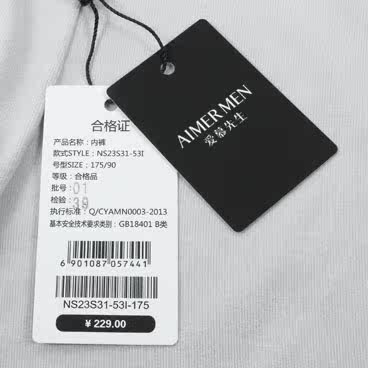 AIMER MEN
爱慕先生
合格证
产品名称：内裤
款式STYLE：NS23S31-53I
号型SIZE：175/90
等级：合格品
批号：01
检验：39
执行标准：Q/CYAMN0003-2013
基本安全技术要求类别：GB18401 B类
6 901087 057441
NS23S31-53I-175
¥ 229.00